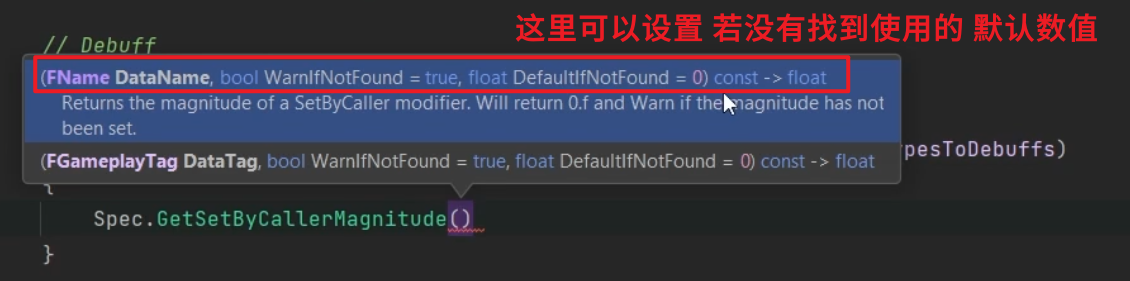 这里可以设置 若没有找到使用的 默认数值
// Debuff
(FName DataName, bool WarnIfNotFound = true, float DefaultIfNotFound = 0) const -> float
Returns the magnitude of a SetByCaller modifier. Will return 0.f and Warn if the magnitude has not
been set.
(FGameplayTag DataTag, bool WarnIfNotFound = true, float DefaultIfNotFound = 0) const -> float
ypesToDebuffs)
{
Spec.GetSetByCallerMagnitude()
}